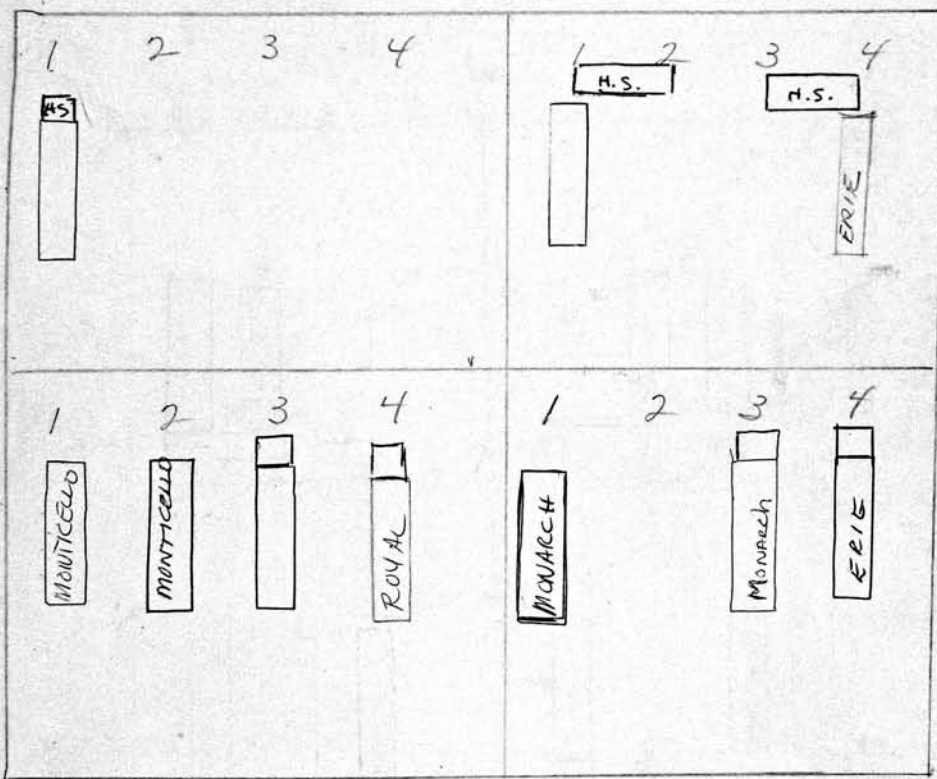 1 2 3 4
HS
1 2 3 4
H.S. H.S.
ERIE
1 2 3 4
MONTICELLO MONTICELLO ROYAL
1 2 3 4
MONARCH MONARCh ERIE